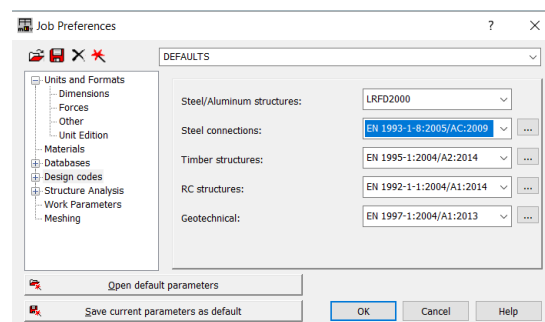 Job Preferences
? ×
DEFAULTS
Units and Formats
Dimensions
Forces
Other
Unit Edition
Materials
Databases
Design codes
Structure Analysis
Work Parameters
Meshing
Steel/Aluminum structures: LRFD2000
Steel connections: EN 1993-1-8:2005/AC:2009 ...
Timber structures: EN 1995-1:2004/A2:2014 ...
RC structures: EN 1992-1-1:2004/A1:2014 ...
Geotechnical: EN 1997-1:2004/A1:2013 ...
Open default parameters
Save current parameters as default
OK Cancel Help